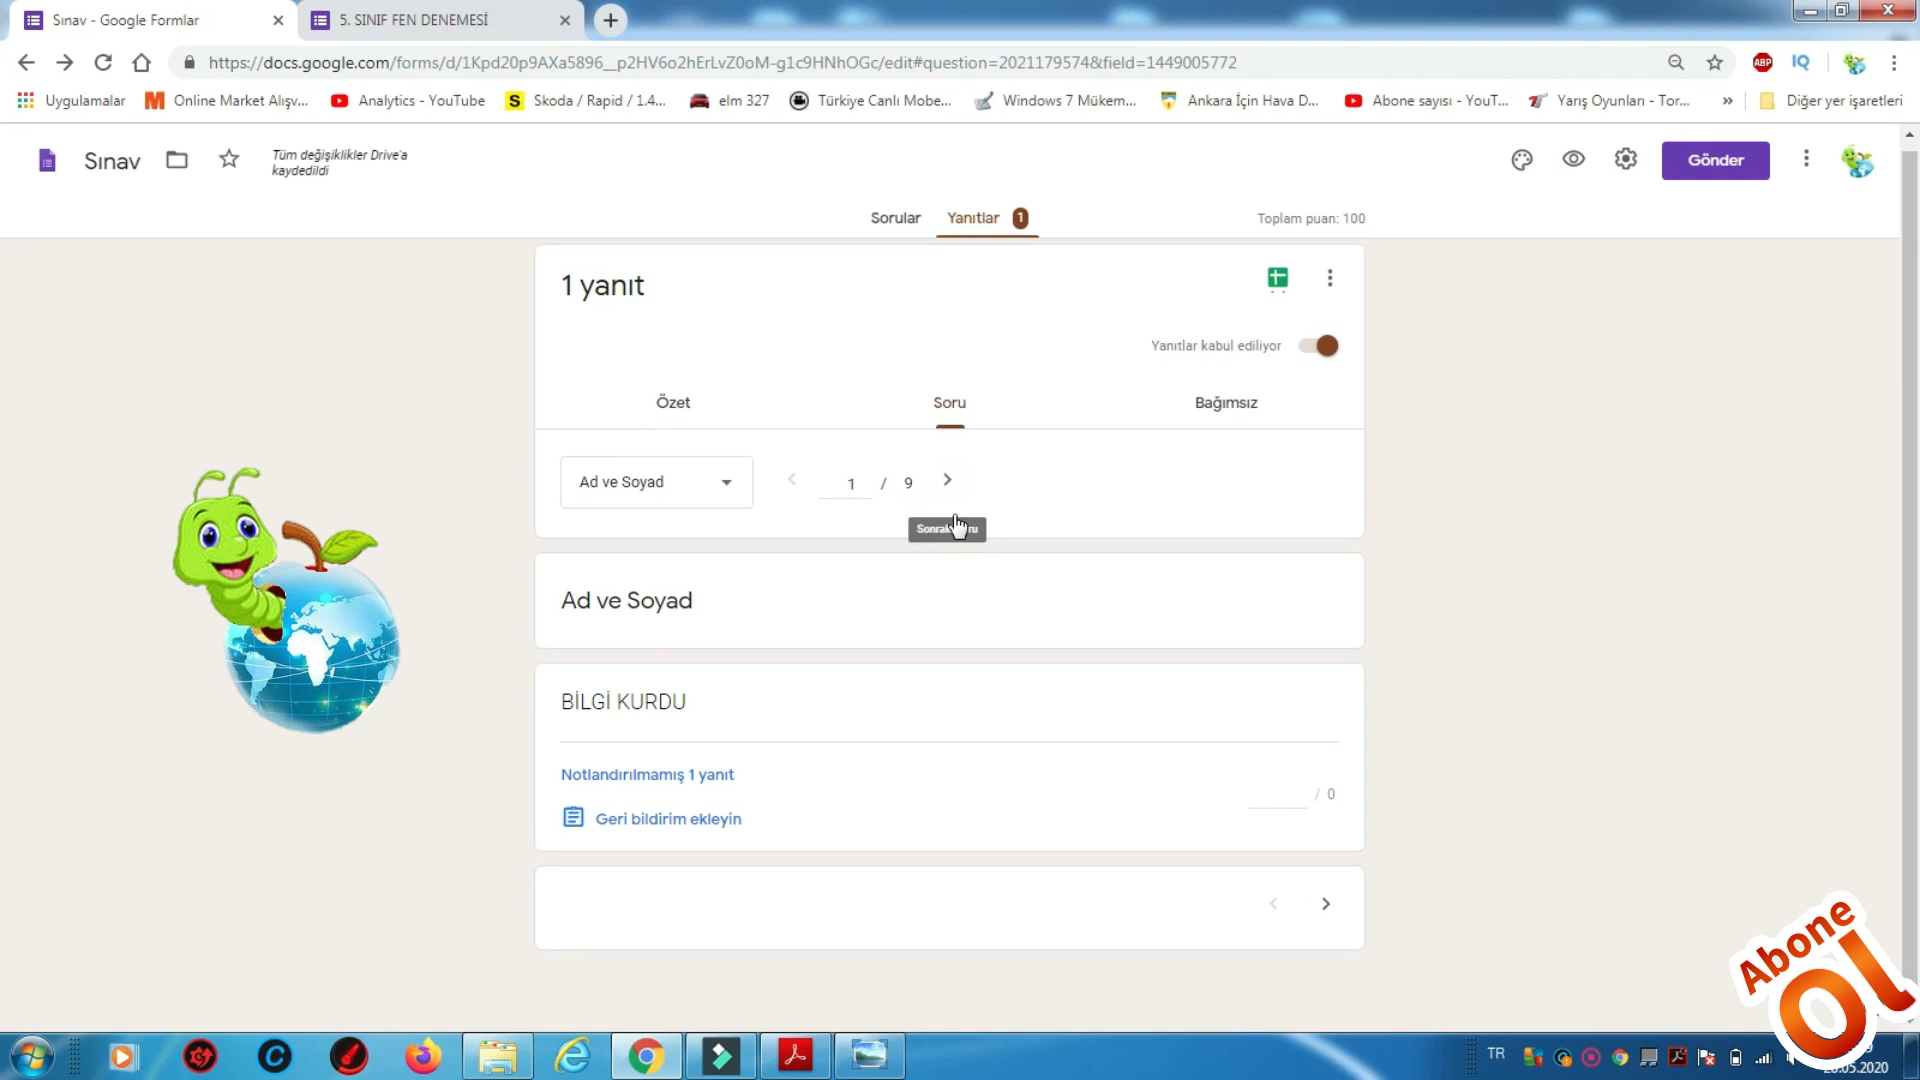 Sınav - Google Formlar
5. SINIF FEN DENEMESİ
https://docs.google.com/forms/d/1Kpd20p9AXa5896__p2HV6o2hErLvZ0oM-g1c9HNhOGc/edit#question=2021179574&field=1449005772
ABP
IQ
Uygulamalar
Online Market Alışv...
Analytics - YouTube
Skoda / Rapid / 1.4...
elm 327
Türkiye Canlı Mobe...
Windows 7 Mükem...
Ankara İçin Hava D...
Abone sayısı - YouT...
Yarış Oyunları - Tor...
»
Diğer yer işaretleri
Sınav
Tüm değişiklikler Drive'a
kaydedildi
Gönder
Sorular
Yanıtlar 1
Toplam puan: 100
1 yanıt
Yanıtlar kabul ediliyor
Özet
Soru
Bağımsız
Ad ve Soyad
1 / 9
Ad ve Soyad
BİLGİ KURDU
Notlandırılmamış 1 yanıt
/ 0
Geri bildirim ekleyin
Abone
Ol
TR